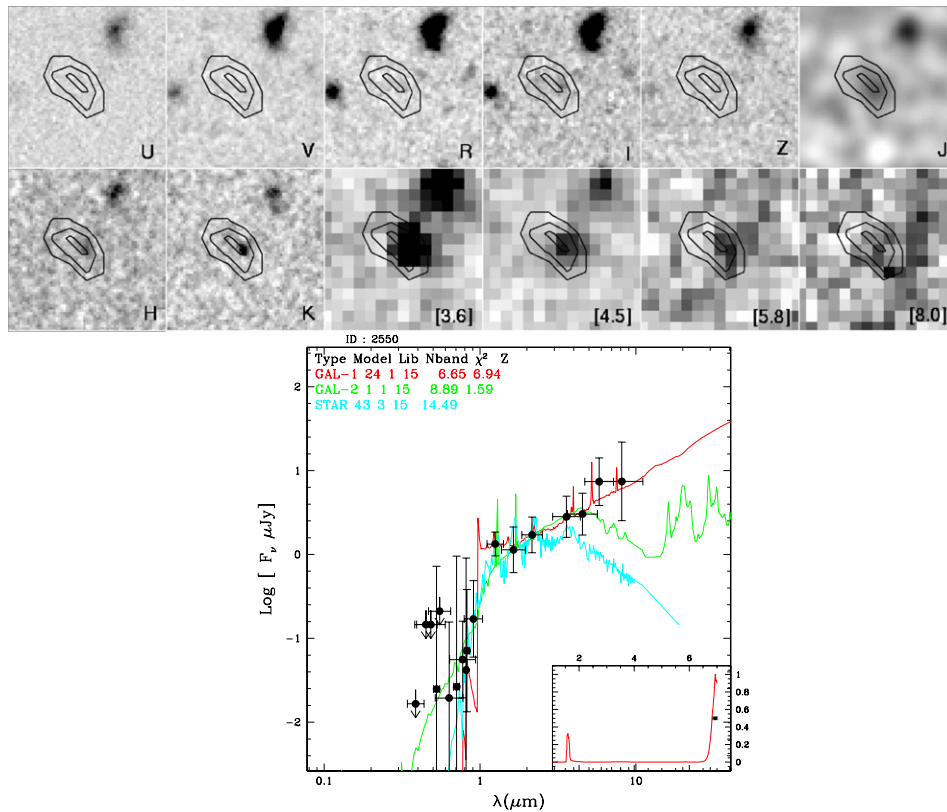 U V R I Z J
H K [3.6] [4.5] [5.8] [8.0]
ID : 2550
Type Model Lib Nband χ² Z
GAL-1 24 1 15 6.65 6.94
GAL-2 1 1 15 8.89 1.59
STAR 43 3 15 14.49
2
1
0
-1
-2
Log [ Fν μJy ]
2 4 6
1
0.8
0.6
0.4
0.2
0
0.1 1 10
λ(μm)